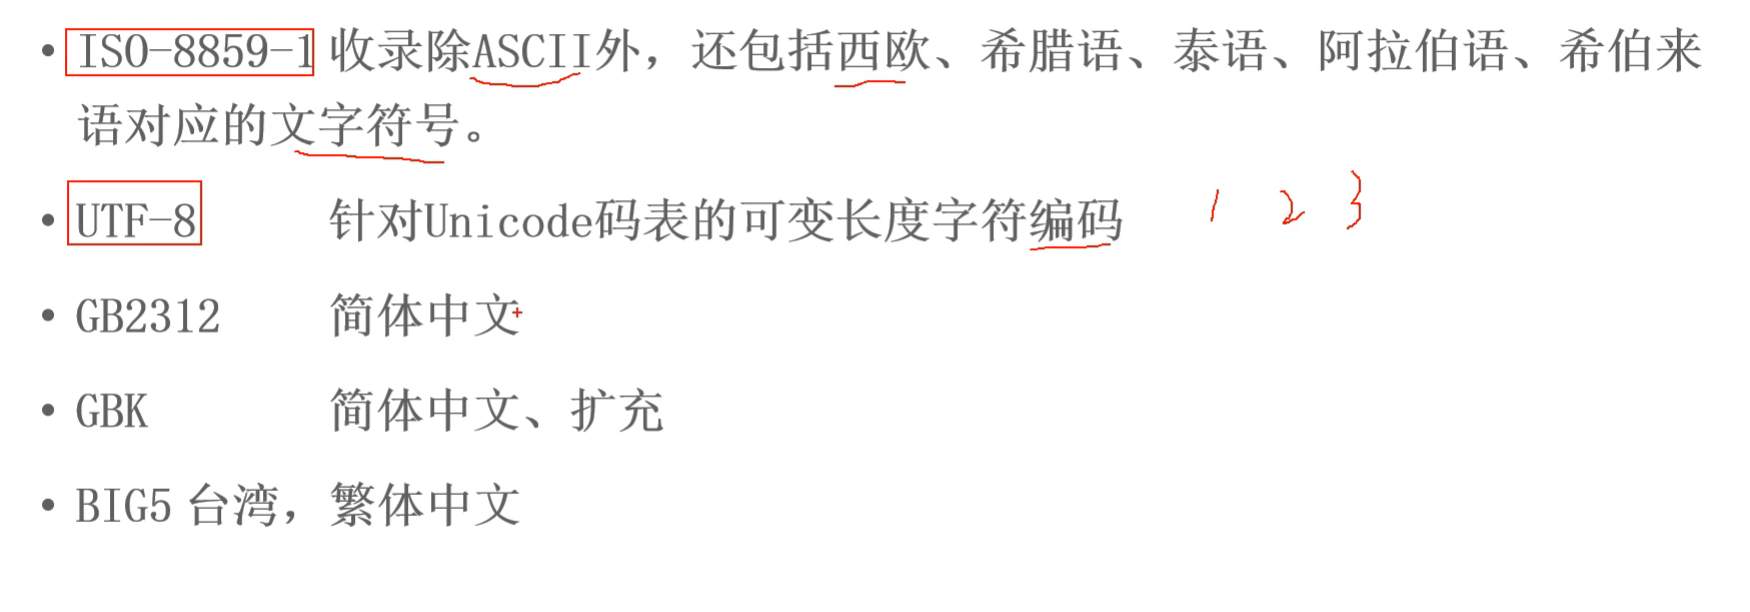 • ISO-8859-1 收录除ASCII外，还包括西欧、希腊语、泰语、阿拉伯语、希伯来
语对应的文字符号。
• UTF-8 针对Unicode码表的可变长度字符编码 1 2 3
• GB2312 简体中文
• GBK 简体中文、扩充
• BIG5 台湾，繁体中文